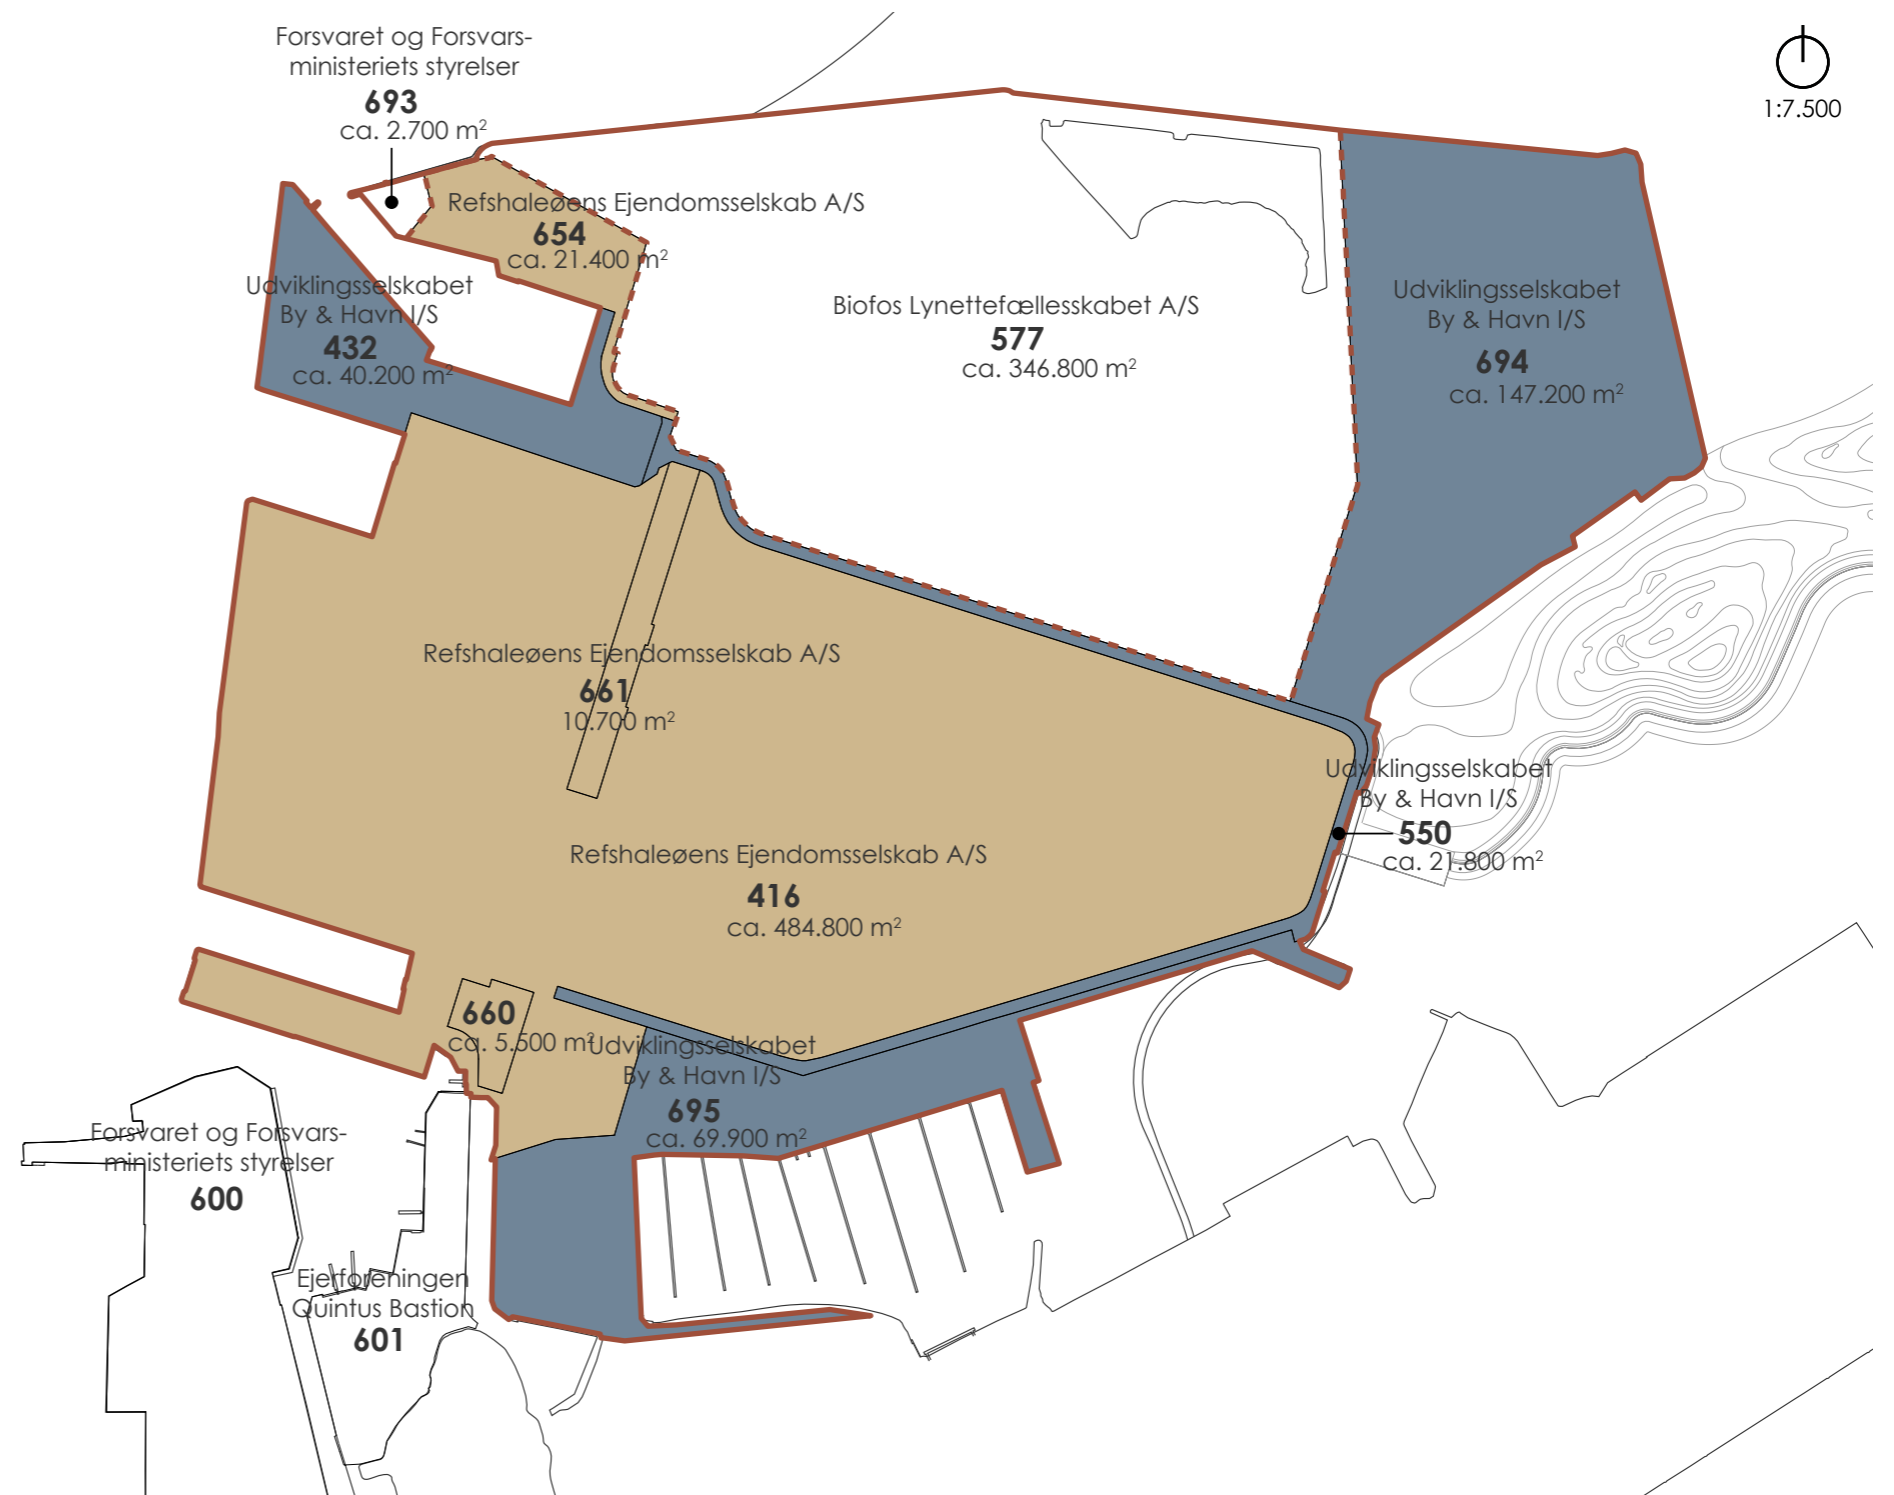 Forsvaret og Forsvars-
ministeriets styrelser
693
ca. 2.700 m²
1:7.500
Refshaleøens Ejendomsselskab A/S
654
ca. 21.400 m²
Udviklingsselskabet
By & Havn I/S
432
ca. 40.200 m²
Biofos Lynettefællesskabet A/S
577
ca. 346.800 m²
Udviklingsselskabet
By & Havn I/S
694
ca. 147.200 m²
Refshaleøens Ejendomsselskab A/S
661
10.700 m²
Udviklingsselskabet
By & Havn I/S
550
ca. 21.800 m²
Refshaleøens Ejendomsselskab A/S
416
ca. 484.800 m²
660
ca. 5.500 m²
Udviklingsselskabet
By & Havn I/S
695
ca. 69.900 m²
Forsvaret og Forsvars-
ministeriets styrelser
600
Ejerforeningen
Quintus Bastion
601